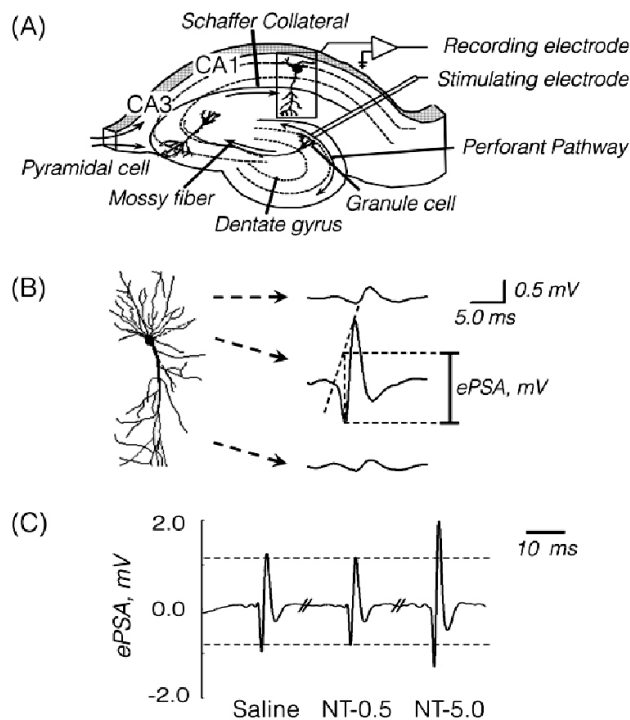 (A)
Schaffer Collateral
CA1
Recording electrode
CA3
Stimulating electrode
Pyramidal cell
Perforant Pathway
Mossy fiber
Granule cell
Dentate gyrus
(B)
0.5 mV
5.0 ms
ePSA, mV
(C)
2.0
10 ms
ePSA, mV
0.0
-2.0
Saline NT-0.5 NT-5.0